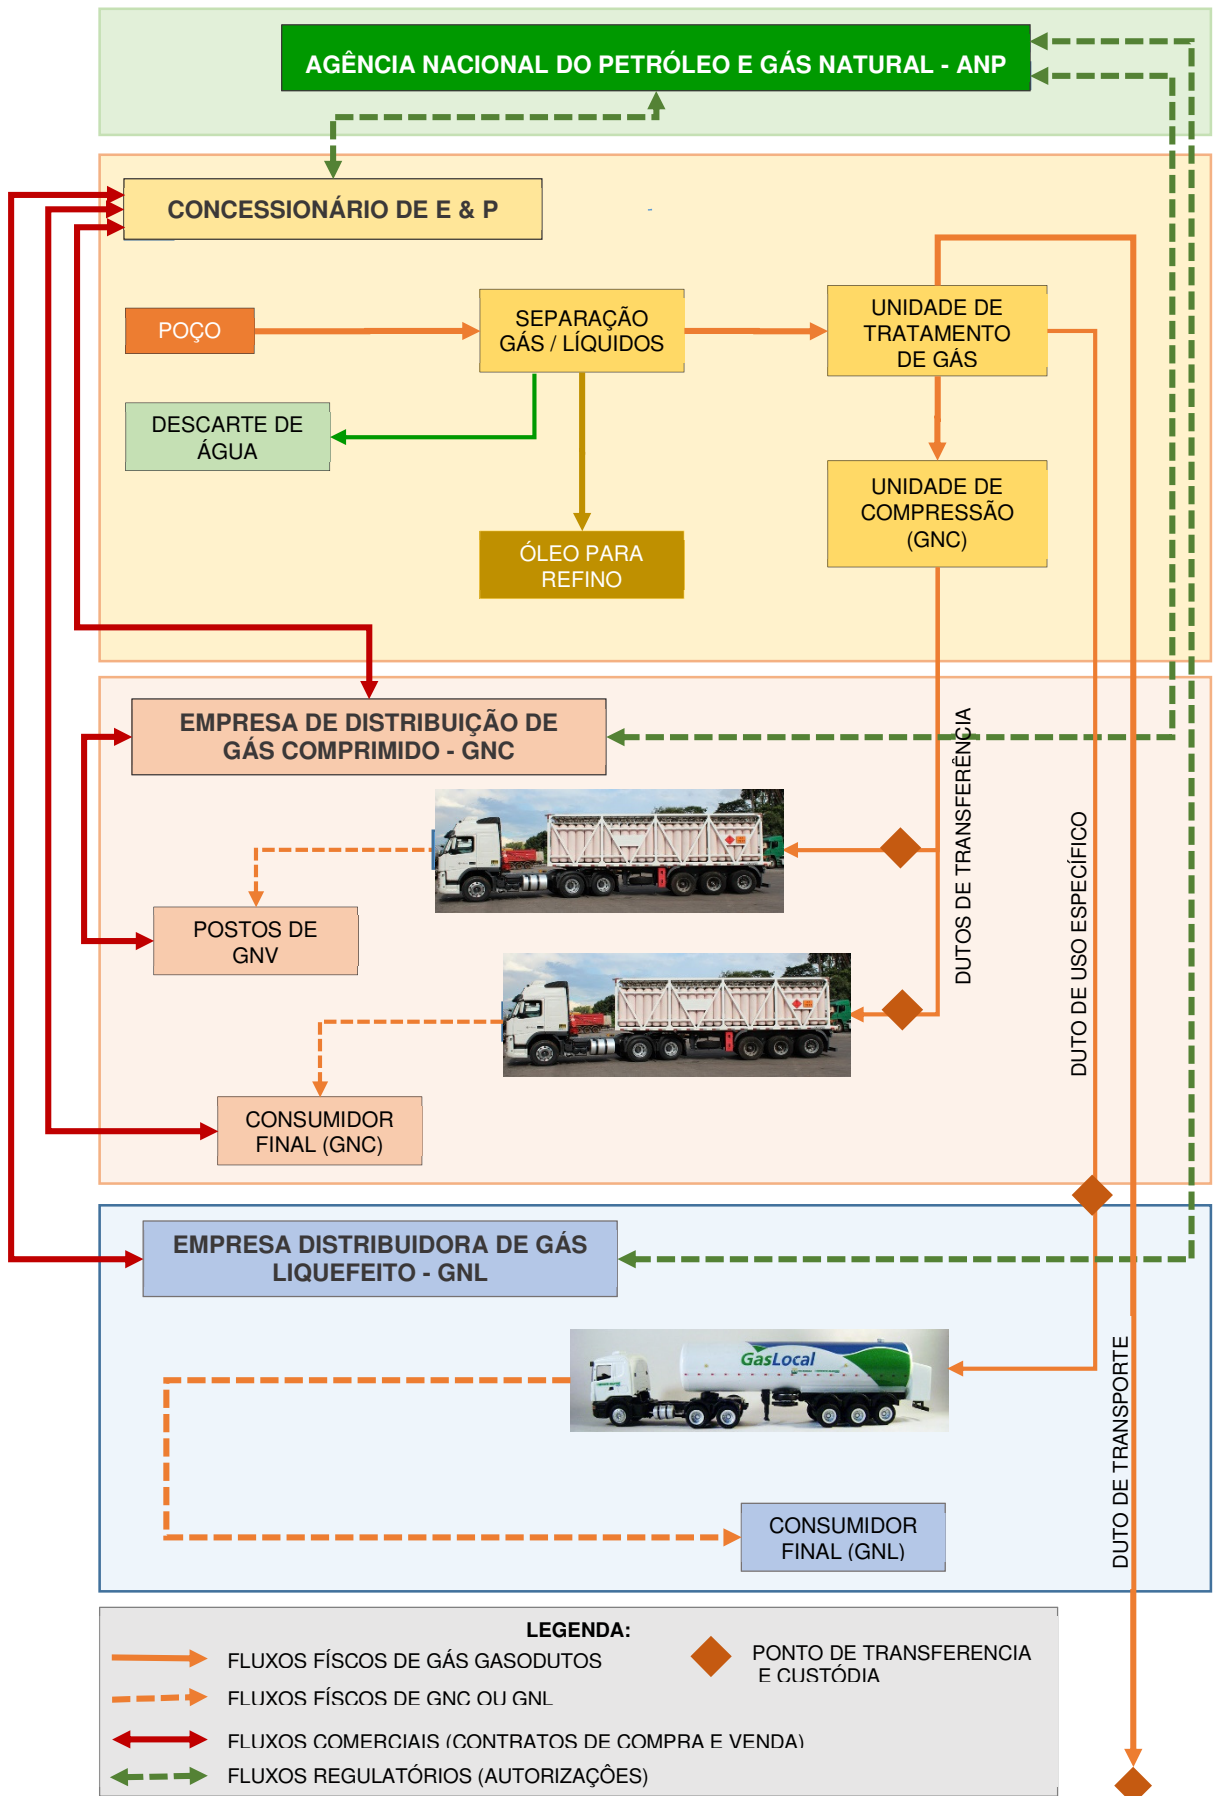 AGÊNCIA NACIONAL DO PETRÓLEO E GÁS NATURAL - ANP
CONCESSIONÁRIO DE E & P
-
POÇO
SEPARAÇÃO
GÁS / LÍQUIDOS
UNIDADE DE
TRATAMENTO
DE GÁS
DESCARTE DE
ÁGUA
UNIDADE DE
COMPRESSÃO
(GNC)
ÓLEO PARA
REFINO
EMPRESA DE DISTRIBUIÇÃO DE
GÁS COMPRIMIDO - GNC
DUTOS DE TRANSFERÊNCIA
DUTO DE USO ESPECÍFICO
POSTOS DE
GNV
CONSUMIDOR
FINAL (GNC)
EMPRESA DISTRIBUIDORA DE GÁS
LIQUEFEITO - GNL
GasLocal
DUTO DE TRANSPORTE
CONSUMIDOR
FINAL (GNL)
LEGENDA:
FLUXOS FÍSCOS DE GÁS GASODUTOS
PONTO DE TRANSFERENCIA
E CUSTÓDIA
FLUXOS FÍSCOS DE GNC OU GNL
FLUXOS COMERCIAIS (CONTRATOS DE COMPRA E VENDA)
FLUXOS REGULATÓRIOS (AUTORIZAÇÔES)